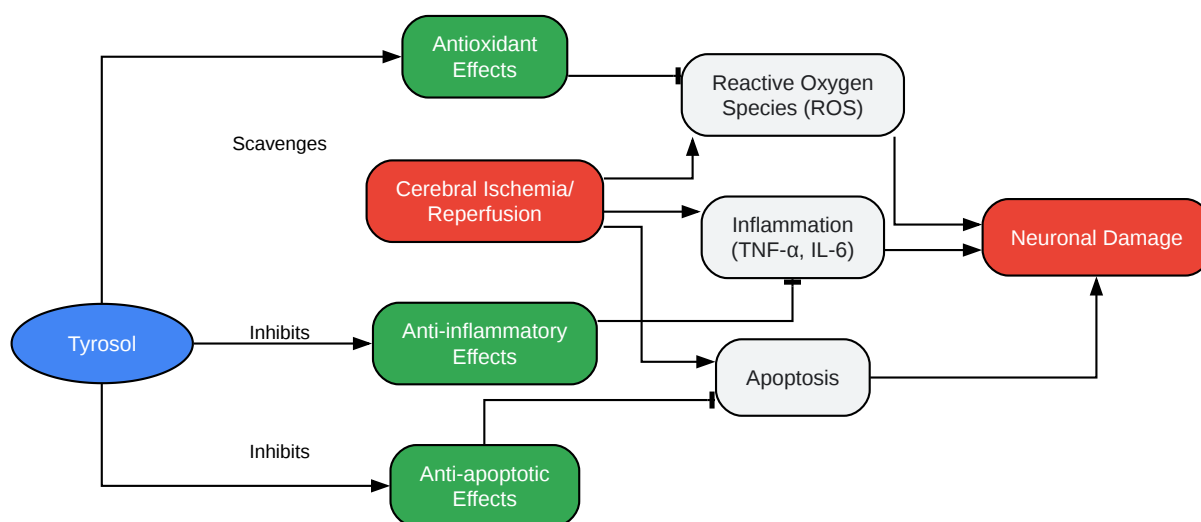 Antioxidant
Effects
Reactive Oxygen
Species (ROS)
Scavenges
Cerebral Ischemia/
Reperfusion
Inflammation
(TNF-α, IL-6)
Neuronal Damage
Tyrosol
Inhibits
Anti-inflammatory
Effects
Apoptosis
Inhibits
Anti-apoptotic
Effects